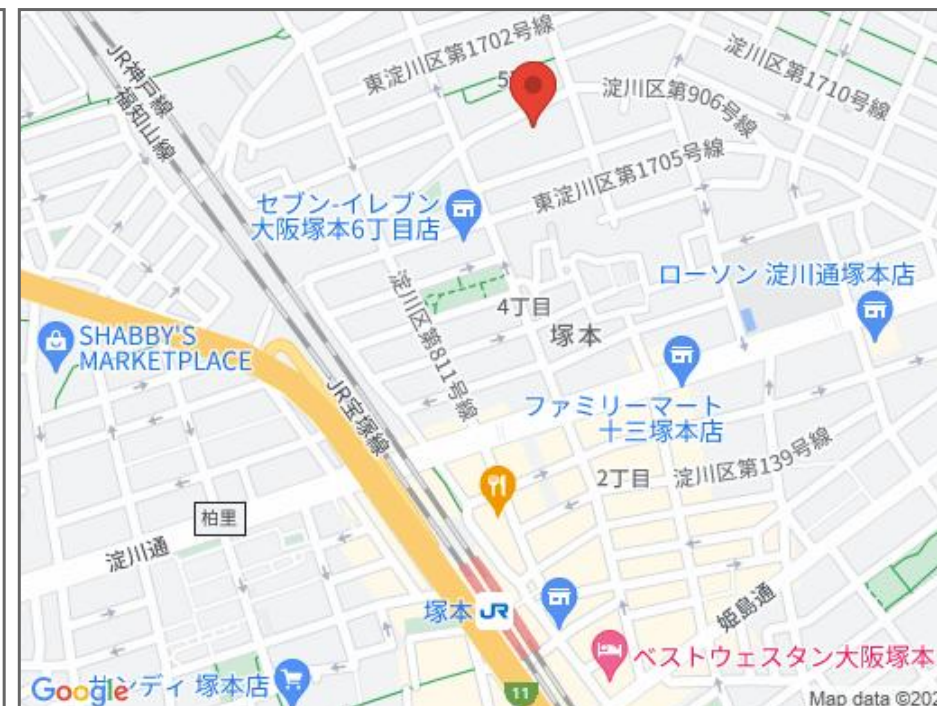 東淀川区第1702号線
淀川区第1710号線
JR神戸線
福知山線
淀川区第906号線
東淀川区第1705号線
セブン-イレブン
大阪塚本6丁目店
ローソン 淀川通塚本店
4丁目
塚本
淀川区第811号線
SHABBY'S
MARKETPLACE
JR宝塚線
ファミリーマート
十三塚本店
2丁目
淀川区第139号線
柏里
淀川通
塚本 JR
姫島通
ベストウェスタン大阪塚本
Google
ンディ 塚本店
11
Map data ©202